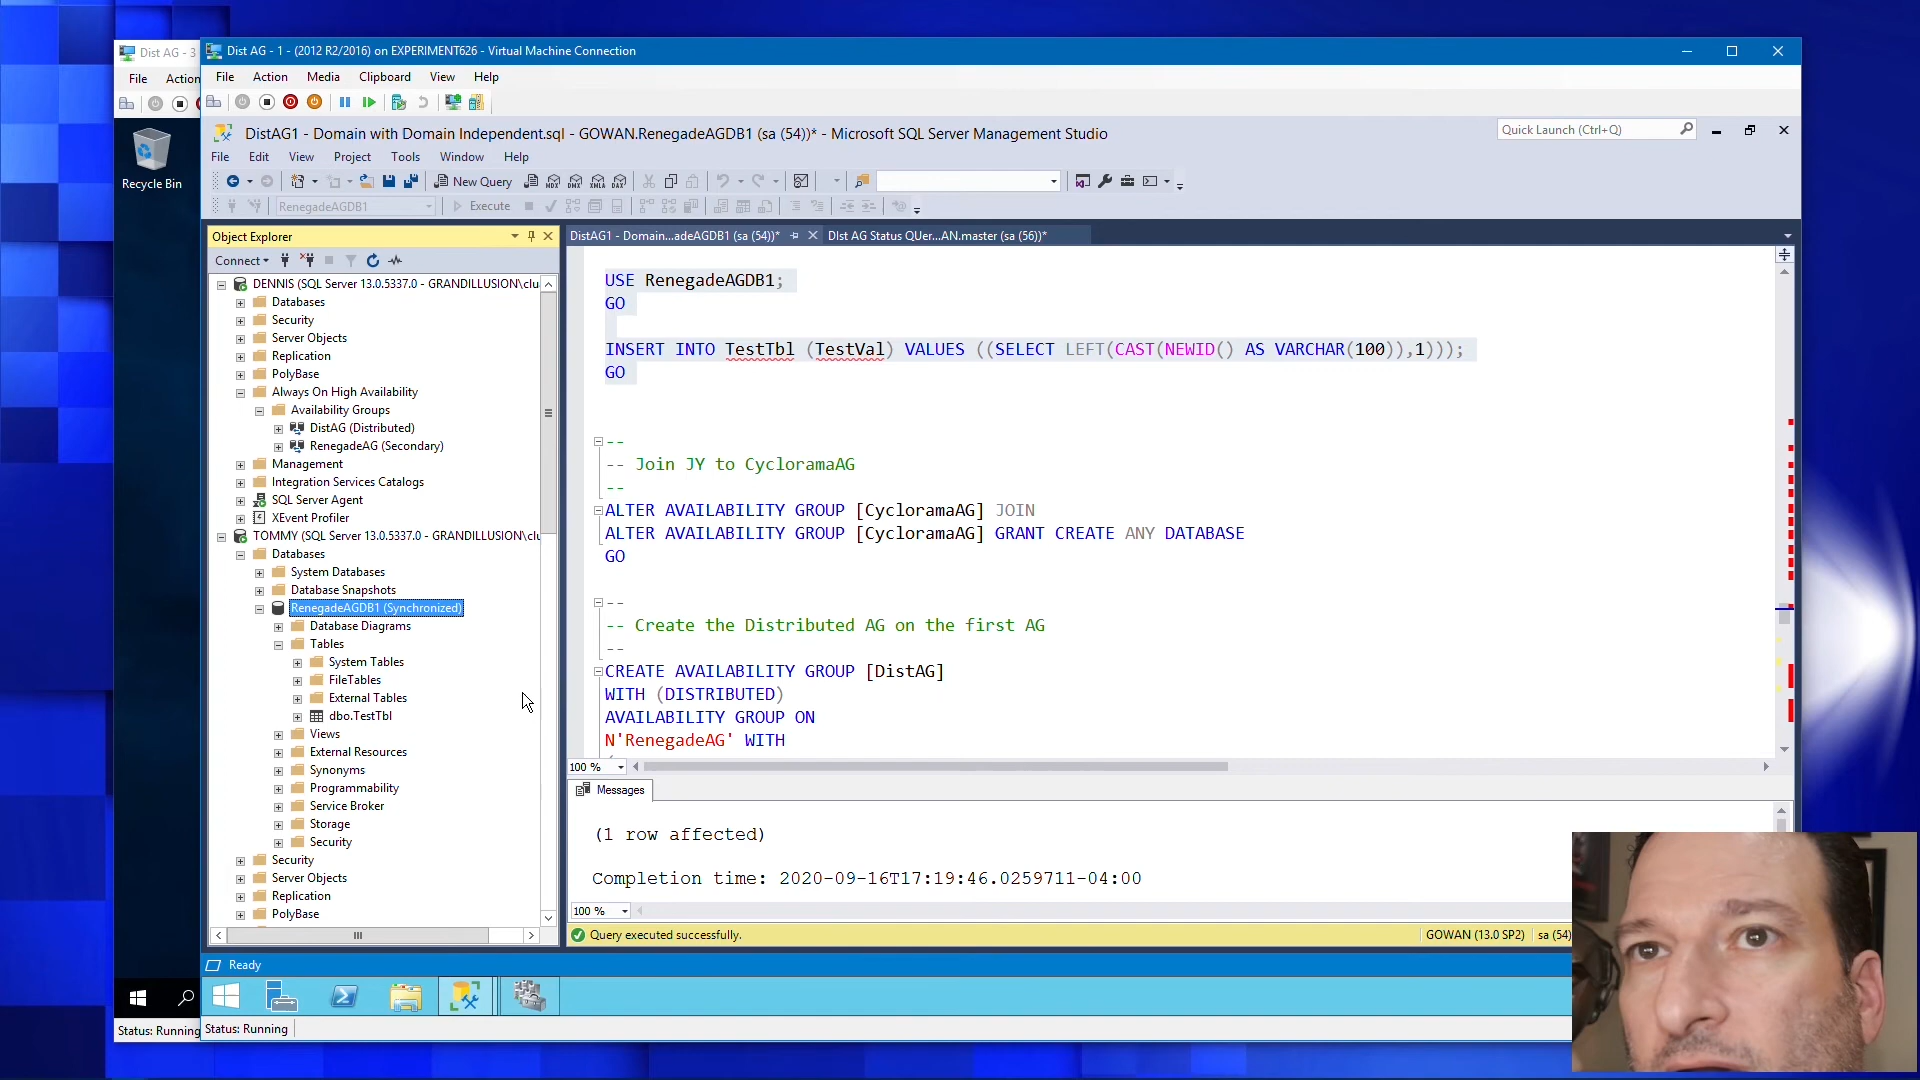 Dist AG - 3
File Action
Recycle Bin
Status: Running
Dist AG - 1 - (2012 R2/2016) on EXPERIMENT626 - Virtual Machine Connection
File Action Media Clipboard View Help
DistAG1 - Domain with Domain Independent.sql - GOWAN.RenegadeAGDB1 (sa (54))* - Microsoft SQL Server Management Studio
Quick Launch (Ctrl+Q)
File Edit View Project Tools Window Help
New Query
MDX DMX XMLA DAX
RenegadeAGDB1 Execute
Object Explorer
Connect
DENNIS (SQL Server 13.0.5337.0 - GRANDILLUSION\clu
Databases
Security
Server Objects
Replication
PolyBase
Always On High Availability
Availability Groups
DistAG (Distributed)
RenegadeAG (Secondary)
Management
Integration Services Catalogs
SQL Server Agent
XEvent Profiler
TOMMY (SQL Server 13.0.5337.0 - GRANDILLUSION\clu
Databases
System Databases
Database Snapshots
RenegadeAGDB1 (Synchronized)
Database Diagrams
Tables
System Tables
FileTables
External Tables
dbo.TestTbl
Views
External Resources
Synonyms
Programmability
Service Broker
Storage
Security
Security
Server Objects
Replication
PolyBase
DistAG1 - Domain...adeAGDB1 (sa (54))*
DIst AG Status QUer...AN.master (sa (56))*
USE RenegadeAGDB1;
GO
INSERT INTO TestTbl (TestVal) VALUES ((SELECT LEFT(CAST(NEWID() AS VARCHAR(100)),1)));
GO
--
-- Join JY to CycloramaAG
--
ALTER AVAILABILITY GROUP [CycloramaAG] JOIN
ALTER AVAILABILITY GROUP [CycloramaAG] GRANT CREATE ANY DATABASE
GO
--
-- Create the Distributed AG on the first AG
--
CREATE AVAILABILITY GROUP [DistAG]
WITH (DISTRIBUTED)
AVAILABILITY GROUP ON
N'RenegadeAG' WITH
100 %
Messages
(1 row affected)
Completion time: 2020-09-16T17:19:46.0259711-04:00
100 %
Query executed successfully.
GOWAN (13.0 SP2) sa (54)
Ready
Status: Running